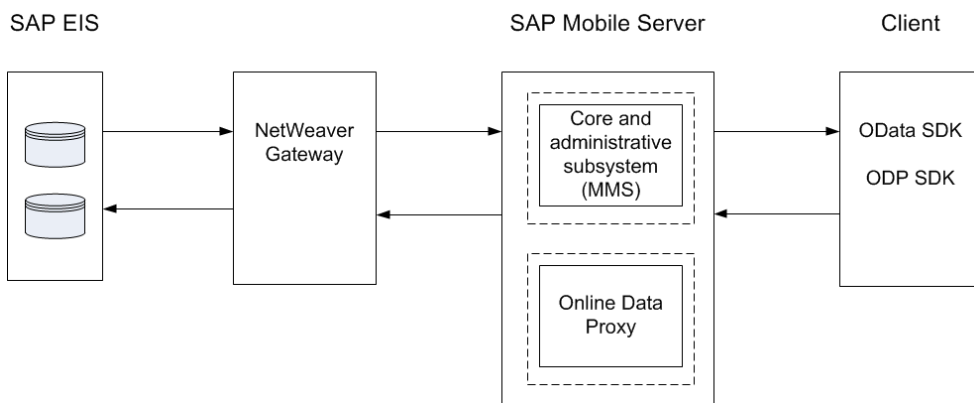 SAP EIS
SAP Mobile Server
Client
NetWeaver
Gateway
Core and
administrative
subsystem
(MMS)
Online Data
Proxy
OData SDK
ODP SDK